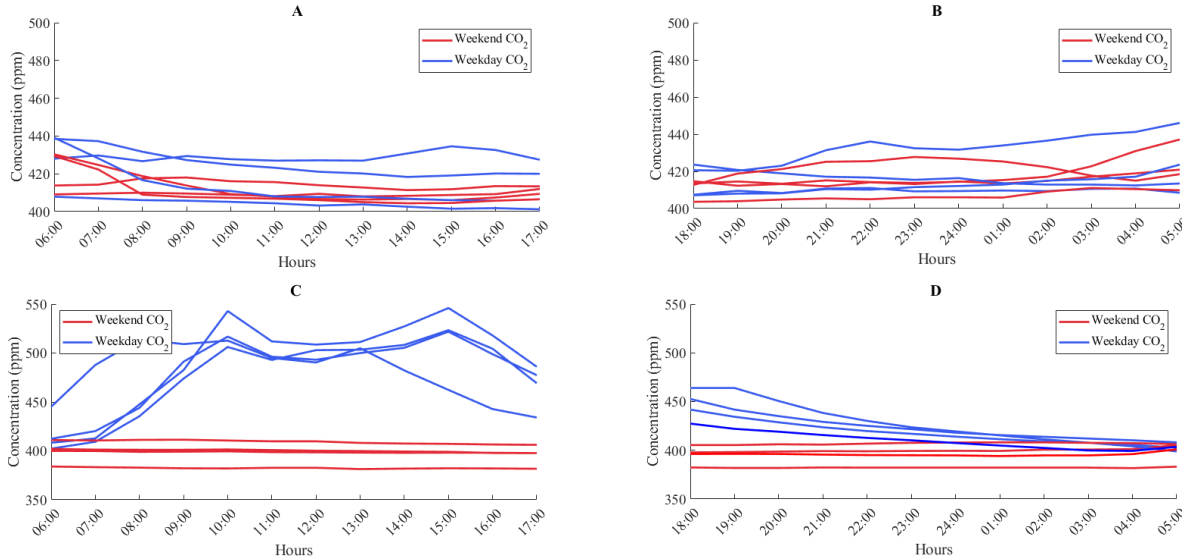 A
500
480
460
440
420
400
Concentration (ppm)
Weekend CO2
Weekday CO2
06:00 07:00 08:00 09:00 10:00 11:00 12:00 13:00 14:00 15:00 16:00 17:00
Hours
B
500
480
460
440
420
400
Concentration (ppm)
Weekend CO2
Weekday CO2
18:00 19:00 20:00 21:00 22:00 23:00 24:00 01:00 02:00 03:00 04:00 05:00
Hours
C
550
500
450
400
350
Concentration (ppm)
Weekend CO2
Weekday CO2
06:00 07:00 08:00 09:00 10:00 11:00 12:00 13:00 14:00 15:00 16:00 17:00
Hours
D
550
500
450
400
350
Concentration (ppm)
Weekend CO2
Weekday CO2
18:00 19:00 20:00 21:00 22:00 23:00 24:00 01:00 02:00 03:00 04:00 05:00
Hours